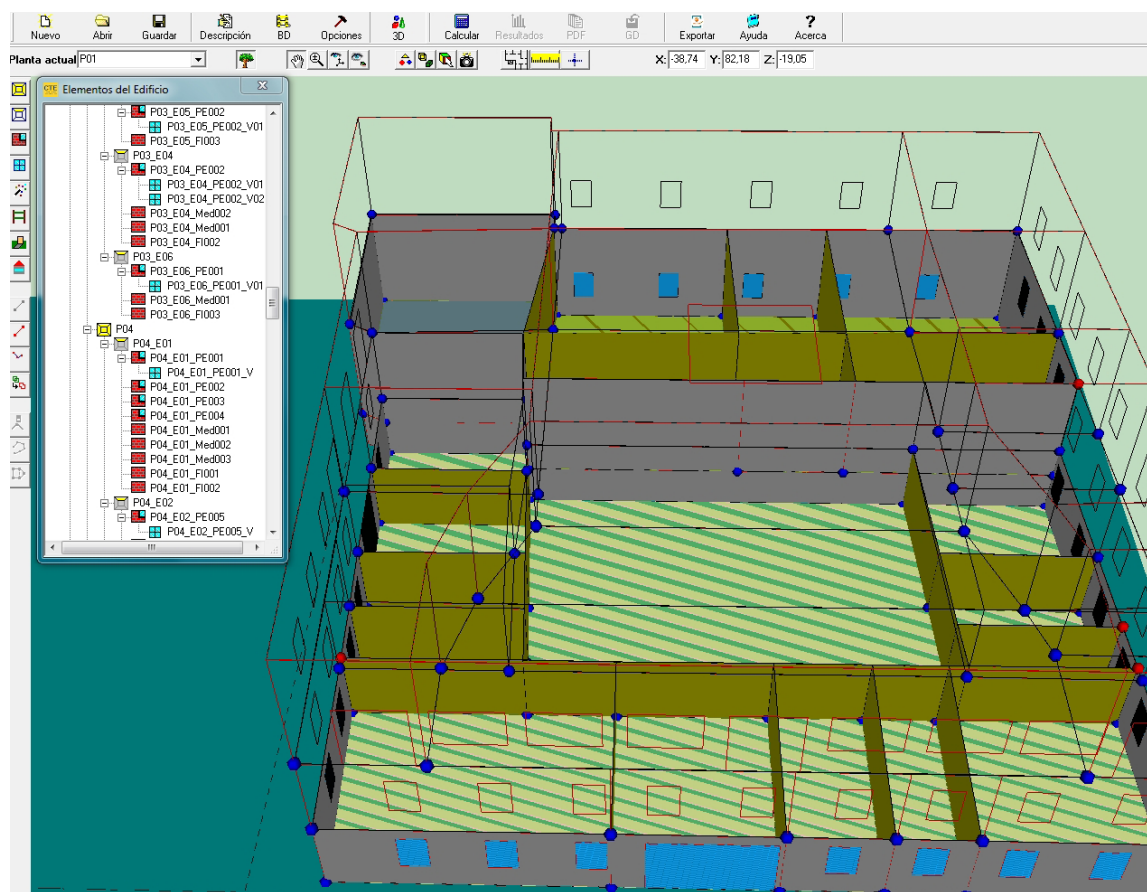 Nuevo Abrir Guardar Descripción BD Opciones 3D Calcular Resultados PDF GD Exportar Ayuda Acerca
Planta actual P01 X: -38,74 Y: 82,18 Z: -19,05
CTE Elementos del Edificio
P03_E05_PE002
P03_E05_PE002_V01
P03_E05_FI003
P03_E04
P03_E04_PE002
P03_E04_PE002_V01
P03_E04_PE002_V02
P03_E04_Med002
P03_E04_Med001
P03_E04_FI002
P03_E06
P03_E06_PE001
P03_E06_PE001_V01
P03_E06_Med001
P03_E06_FI003
P04
P04_E01
P04_E01_PE001
P04_E01_PE001_V
P04_E01_PE002
P04_E01_PE003
P04_E01_PE004
P04_E01_Med001
P04_E01_Med002
P04_E01_Med003
P04_E01_FI001
P04_E01_FI002
P04_E02
P04_E02_PE005
P04_E02_PE005_V